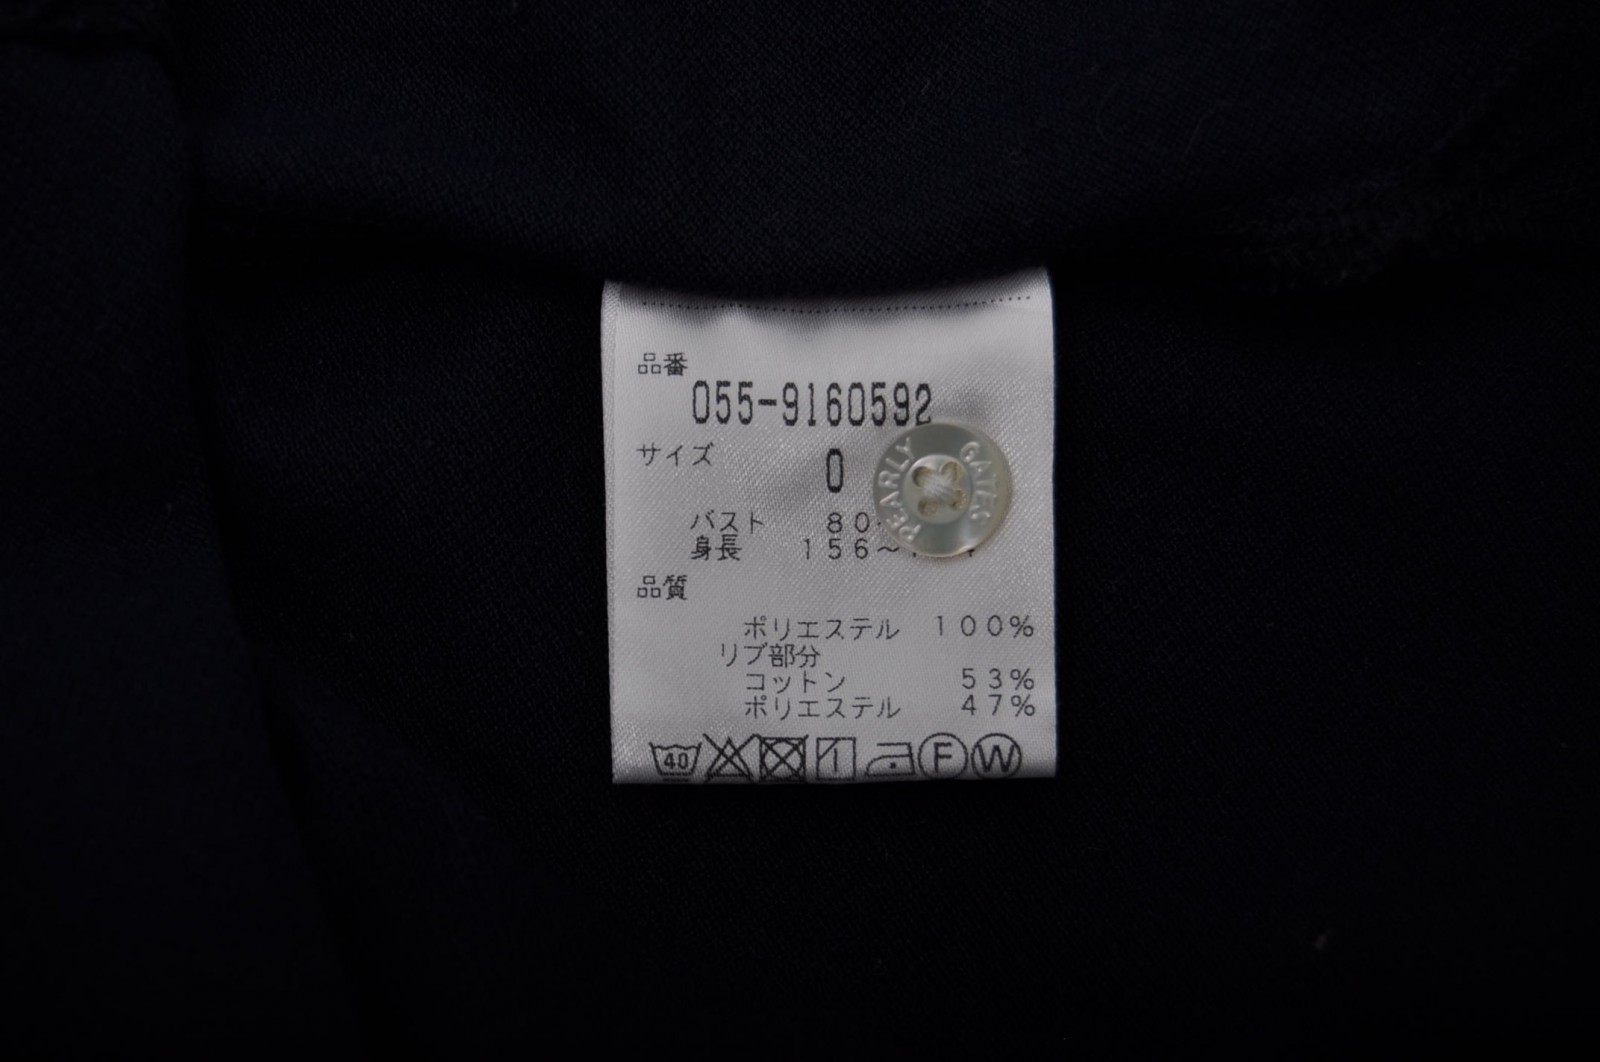 品番
055-9160592
サイズ 0
PEARLY GATES
バスト 80
身長 156～
品質
ポリエステル 100%
リブ部分
コットン 53%
ポリエステル 47%
40 F W